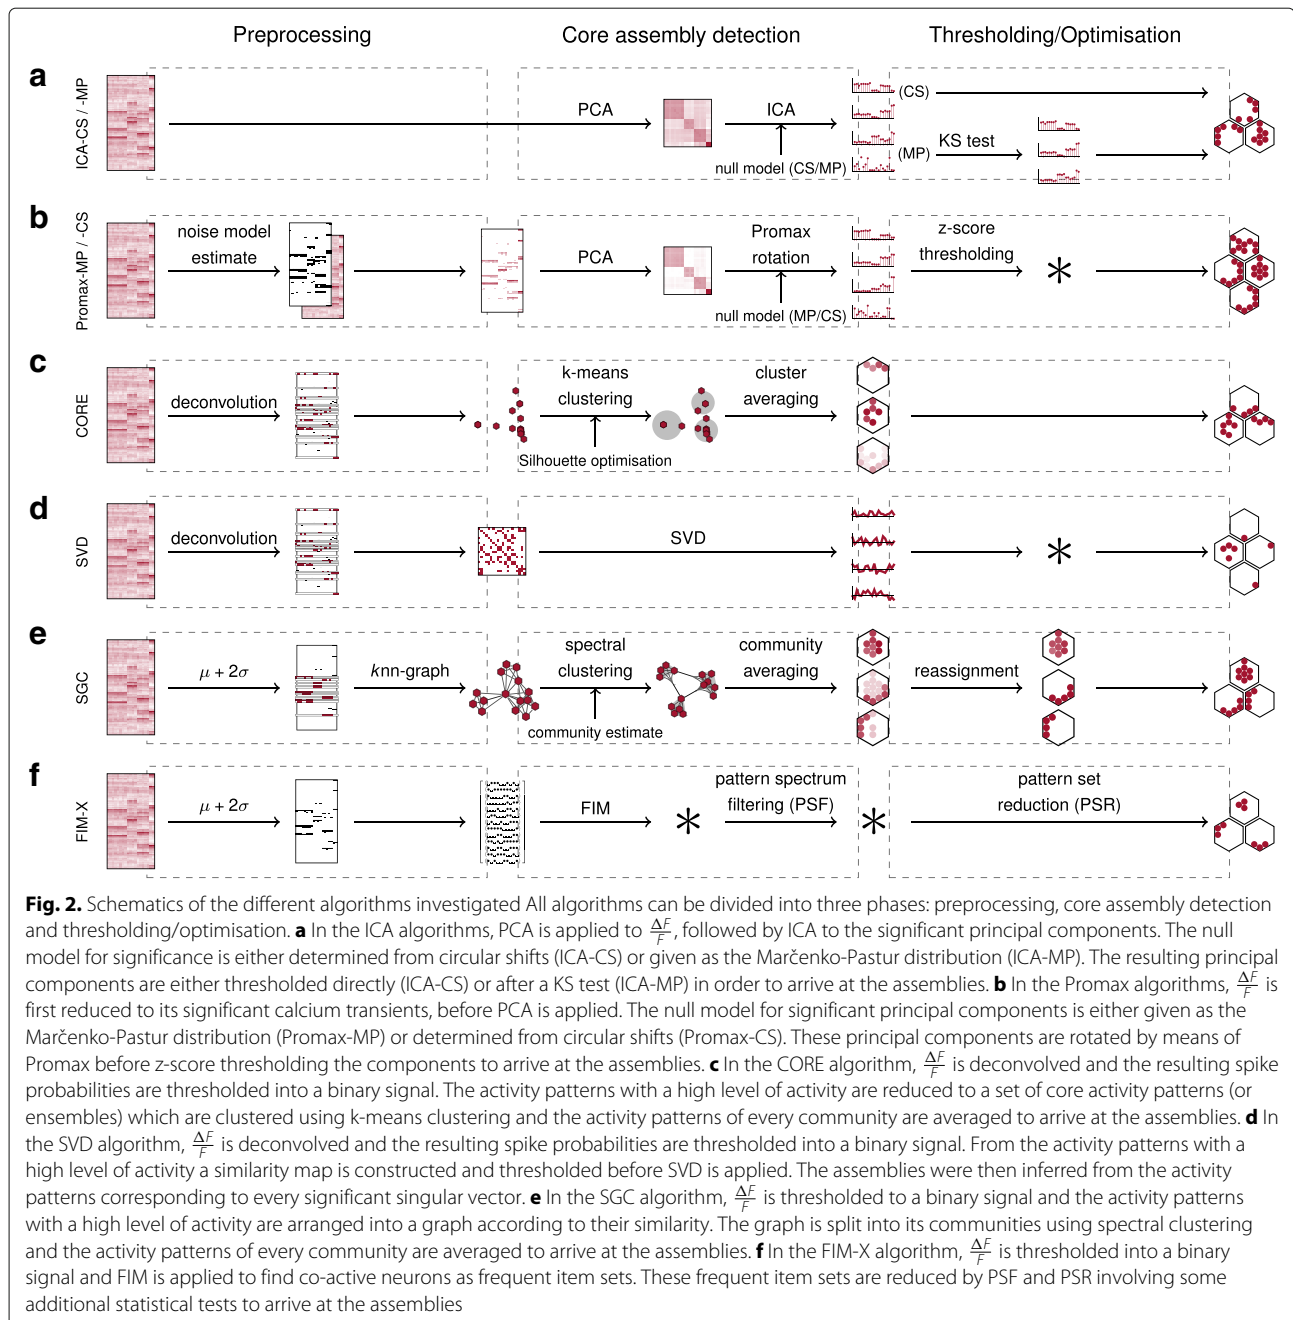 Preprocessing Core assembly detection Thresholding/Optimisation
a
ICA-CS / -MP
PCA
ICA
null model (CS/MP)
(CS)
(MP)
KS test
b
Promax-MP / -CS
noise model
estimate
PCA
Promax
rotation
null model (MP/CS)
z-score
thresholding
*
c
CORE
deconvolution
k-means
clustering
Silhouette optimisation
cluster
averaging
d
SVD
deconvolution
SVD
*
e
SGC
μ + 2σ
knn-graph
spectral
clustering
community estimate
community
averaging
reassignment
f
FIM-X
μ + 2σ
FIM
*
pattern spectrum
filtering (PSF)
*
pattern set
reduction (PSR)
Fig. 2. Schematics of the different algorithms investigated All algorithms can be divided into three phases: preprocessing, core assembly detection
and thresholding/optimisation. a In the ICA algorithms, PCA is applied to ΔF/F, followed by ICA to the significant principal components. The null
model for significance is either determined from circular shifts (ICA-CS) or given as the Marčenko-Pastur distribution (ICA-MP). The resulting principal
components are either thresholded directly (ICA-CS) or after a KS test (ICA-MP) in order to arrive at the assemblies. b In the Promax algorithms, ΔF/F is
first reduced to its significant calcium transients, before PCA is applied. The null model for significant principal components is either given as the
Marčenko-Pastur distribution (Promax-MP) or determined from circular shifts (Promax-CS). These principal components are rotated by means of
Promax before z-score thresholding the components to arrive at the assemblies. c In the CORE algorithm, ΔF/F is deconvolved and the resulting spike
probabilities are thresholded into a binary signal. The activity patterns with a high level of activity are reduced to a set of core activity patterns (or
ensembles) which are clustered using k-means clustering and the activity patterns of every community are averaged to arrive at the assemblies. d In
the SVD algorithm, ΔF/F is deconvolved and the resulting spike probabilities are thresholded into a binary signal. From the activity patterns with a
high level of activity a similarity map is constructed and thresholded before SVD is applied. The assemblies were then inferred from the activity
patterns corresponding to every significant singular vector. e In the SGC algorithm, ΔF/F is thresholded to a binary signal and the activity patterns
with a high level of activity are arranged into a graph according to their similarity. The graph is split into its communities using spectral clustering
and the activity patterns of every community are averaged to arrive at the assemblies. f In the FIM-X algorithm, ΔF/F is thresholded into a binary
signal and FIM is applied to find co-active neurons as frequent item sets. These frequent item sets are reduced by PSF and PSR involving some
additional statistical tests to arrive at the assemblies